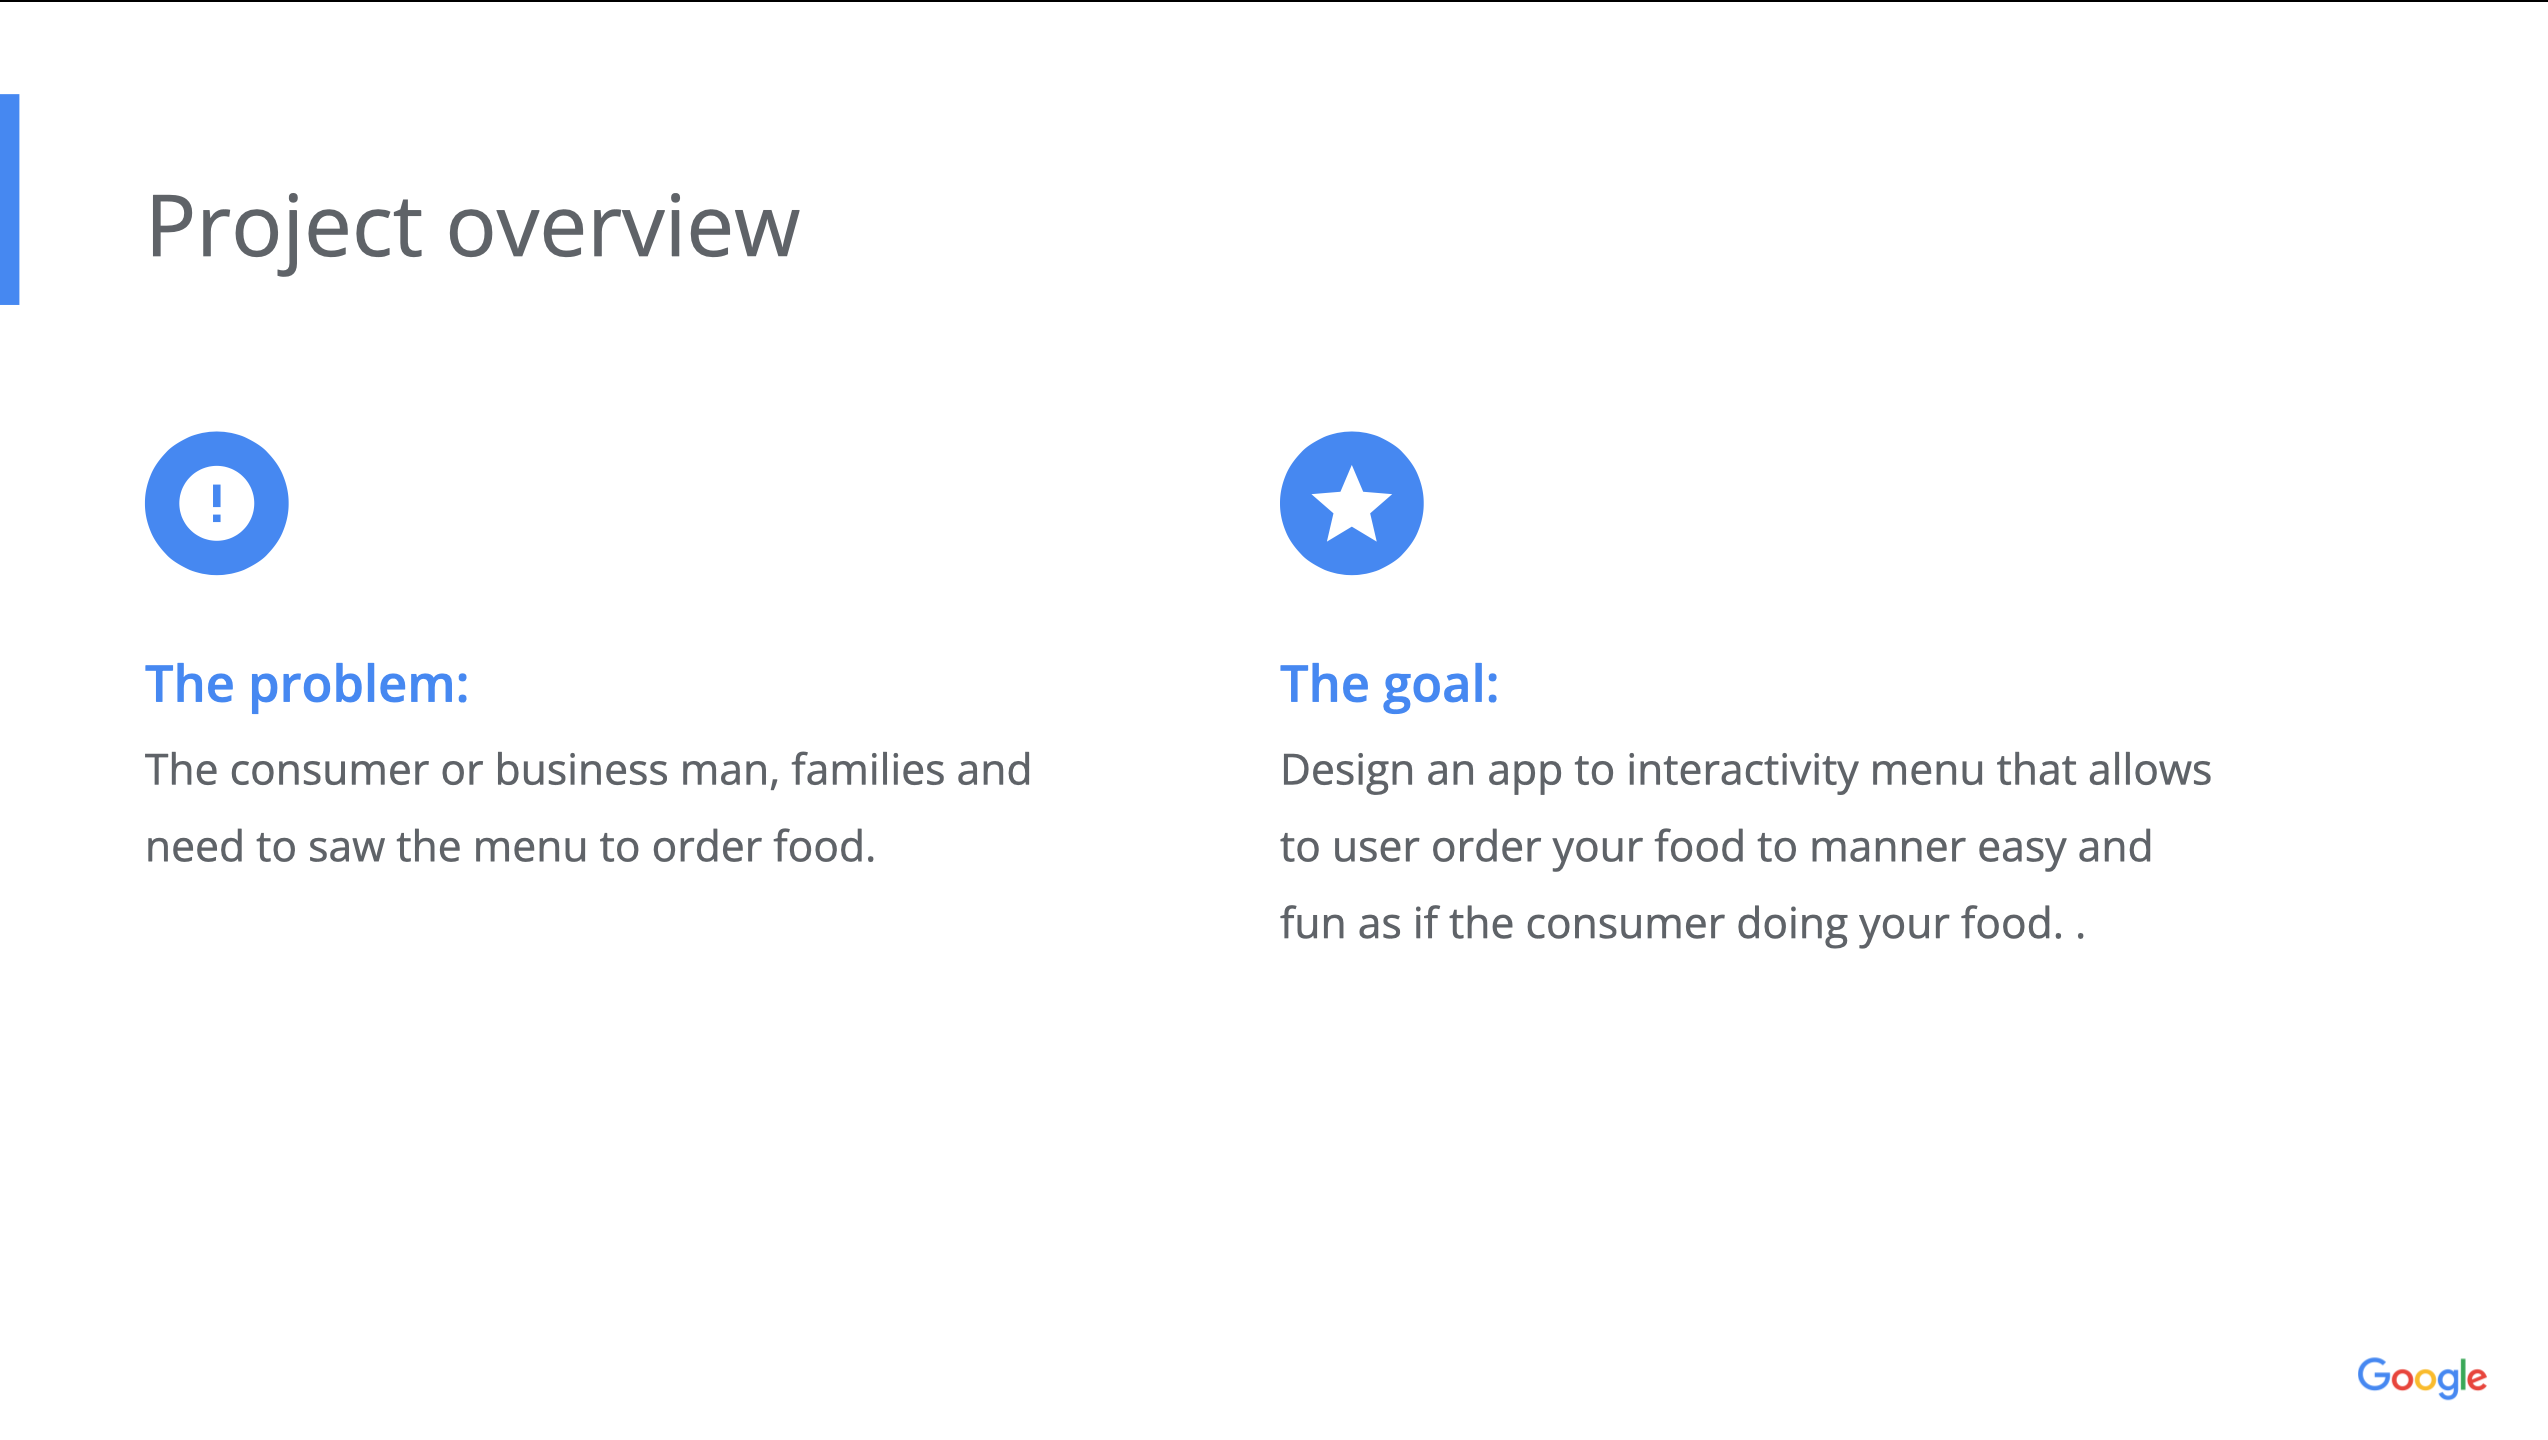 Project overview
The problem:
The consumer or business man, families and
need to saw the menu to order food.
The goal:
Design an app to interactivity menu that allows
to user order your food to manner easy and
fun as if the consumer doing your food. .
Google